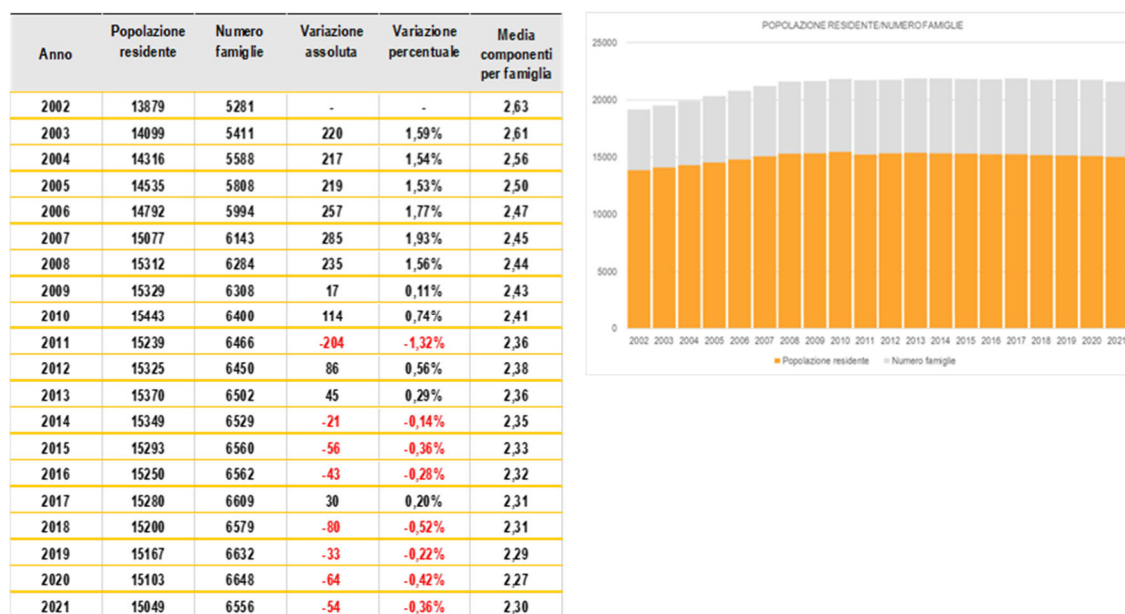 Anno Popolazione residente Numero famiglie Variazione assoluta Variazione percentuale Media componenti per famiglia
2002 13879 5281 - - 2,63
2003 14099 5411 220 1,59% 2,61
2004 14316 5588 217 1,54% 2,56
2005 14535 5808 219 1,53% 2,50
2006 14792 5994 257 1,77% 2,47
2007 15077 6143 285 1,93% 2,45
2008 15312 6284 235 1,56% 2,44
2009 15329 6308 17 0,11% 2,43
2010 15443 6400 114 0,74% 2,41
2011 15239 6466 -204 -1,32% 2,36
2012 15325 6450 86 0,56% 2,38
2013 15370 6502 45 0,29% 2,36
2014 15349 6529 -21 -0,14% 2,35
2015 15293 6560 -56 -0,36% 2,33
2016 15250 6562 -43 -0,28% 2,32
2017 15280 6609 30 0,20% 2,31
2018 15200 6579 -80 -0,52% 2,31
2019 15167 6632 -33 -0,22% 2,29
2020 15103 6648 -64 -0,42% 2,27
2021 15049 6556 -54 -0,36% 2,30
POPOLAZIONE RESIDENTE/NUMERO FAMIGLIE
25000
20000
15000
10000
5000
0
2002 2003 2004 2005 2006 2007 2008 2009 2010 2011 2012 2013 2014 2015 2016 2017 2018 2019 2020 2021
Popolazione residente Numero famiglie